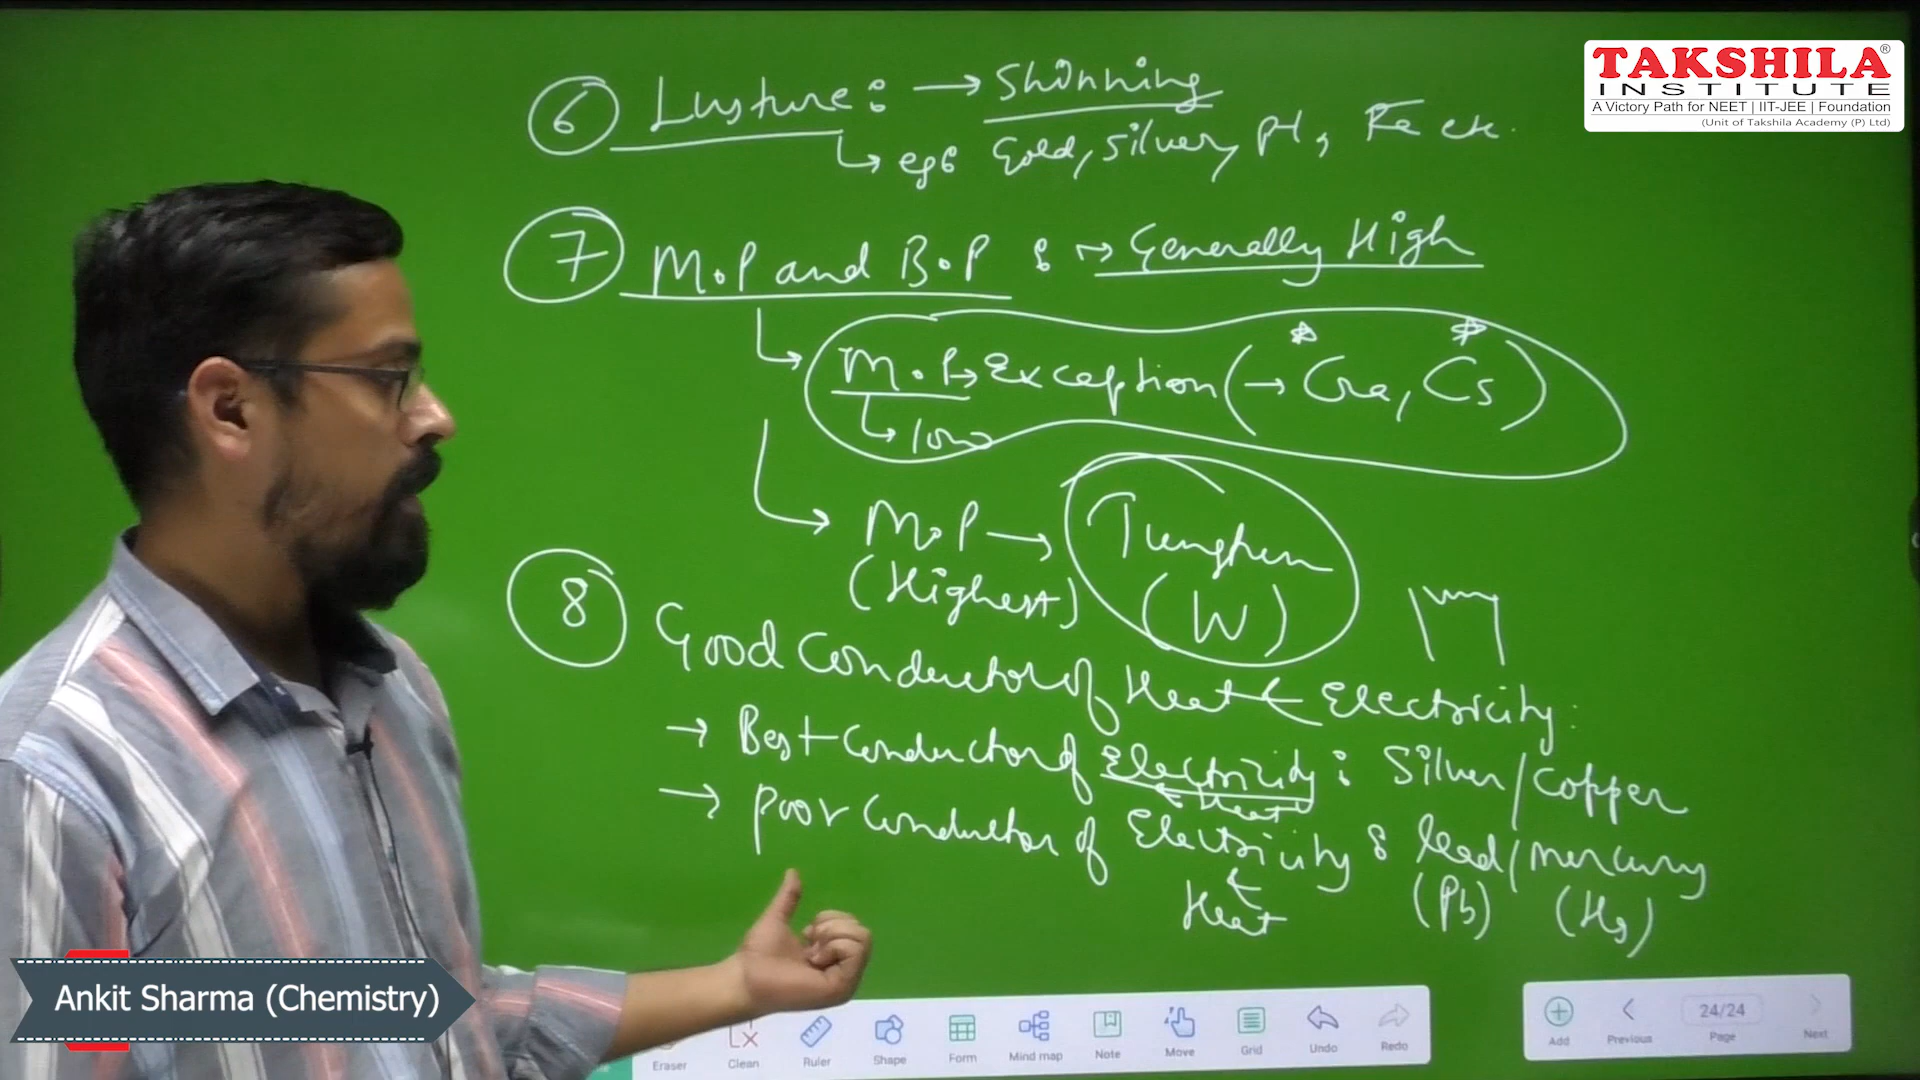 TAKSHILA®
INSTITUTE
A Victory Path for NEET | IIT-JEE | Foundation
(Unit of Takshila Academy (P) Ltd)
6 Lusture : → Shinning
↳ eg: Gold, Silver, Pt, Fe etc.
7 M.P and B.P : → Generally High
↳ M.P → Exception (→ Ga, Cs)
↳ low
↳ M.P → Tungsten
(Highest) (W)
8 Good Conductor of Heat & Electricity:
→ Best Conductor of Electricity : Silver/Copper
& Heat
→ Poor Conductor of Electricity : lead/mercury
& Heat (Pb) (Hg)
Ankit Sharma (Chemistry)
Eraser Clean Ruler Shape Form Mind map Note Move Grid Undo Redo
Add Previous 24/24 Page Next